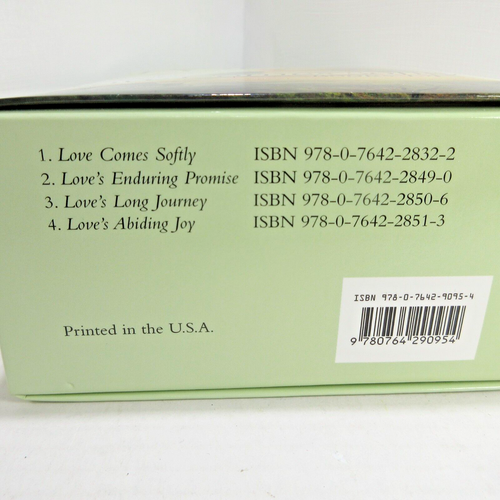 1. Love Comes Softly ISBN 978-0-7642-2832-2
2. Love's Enduring Promise ISBN 978-0-7642-2849-0
3. Love's Long Journey ISBN 978-0-7642-2850-6
4. Love's Abiding Joy ISBN 978-0-7642-2851-3
ISBN 978-0-7642-9095-4
9 780764 290954
Printed in the U.S.A.